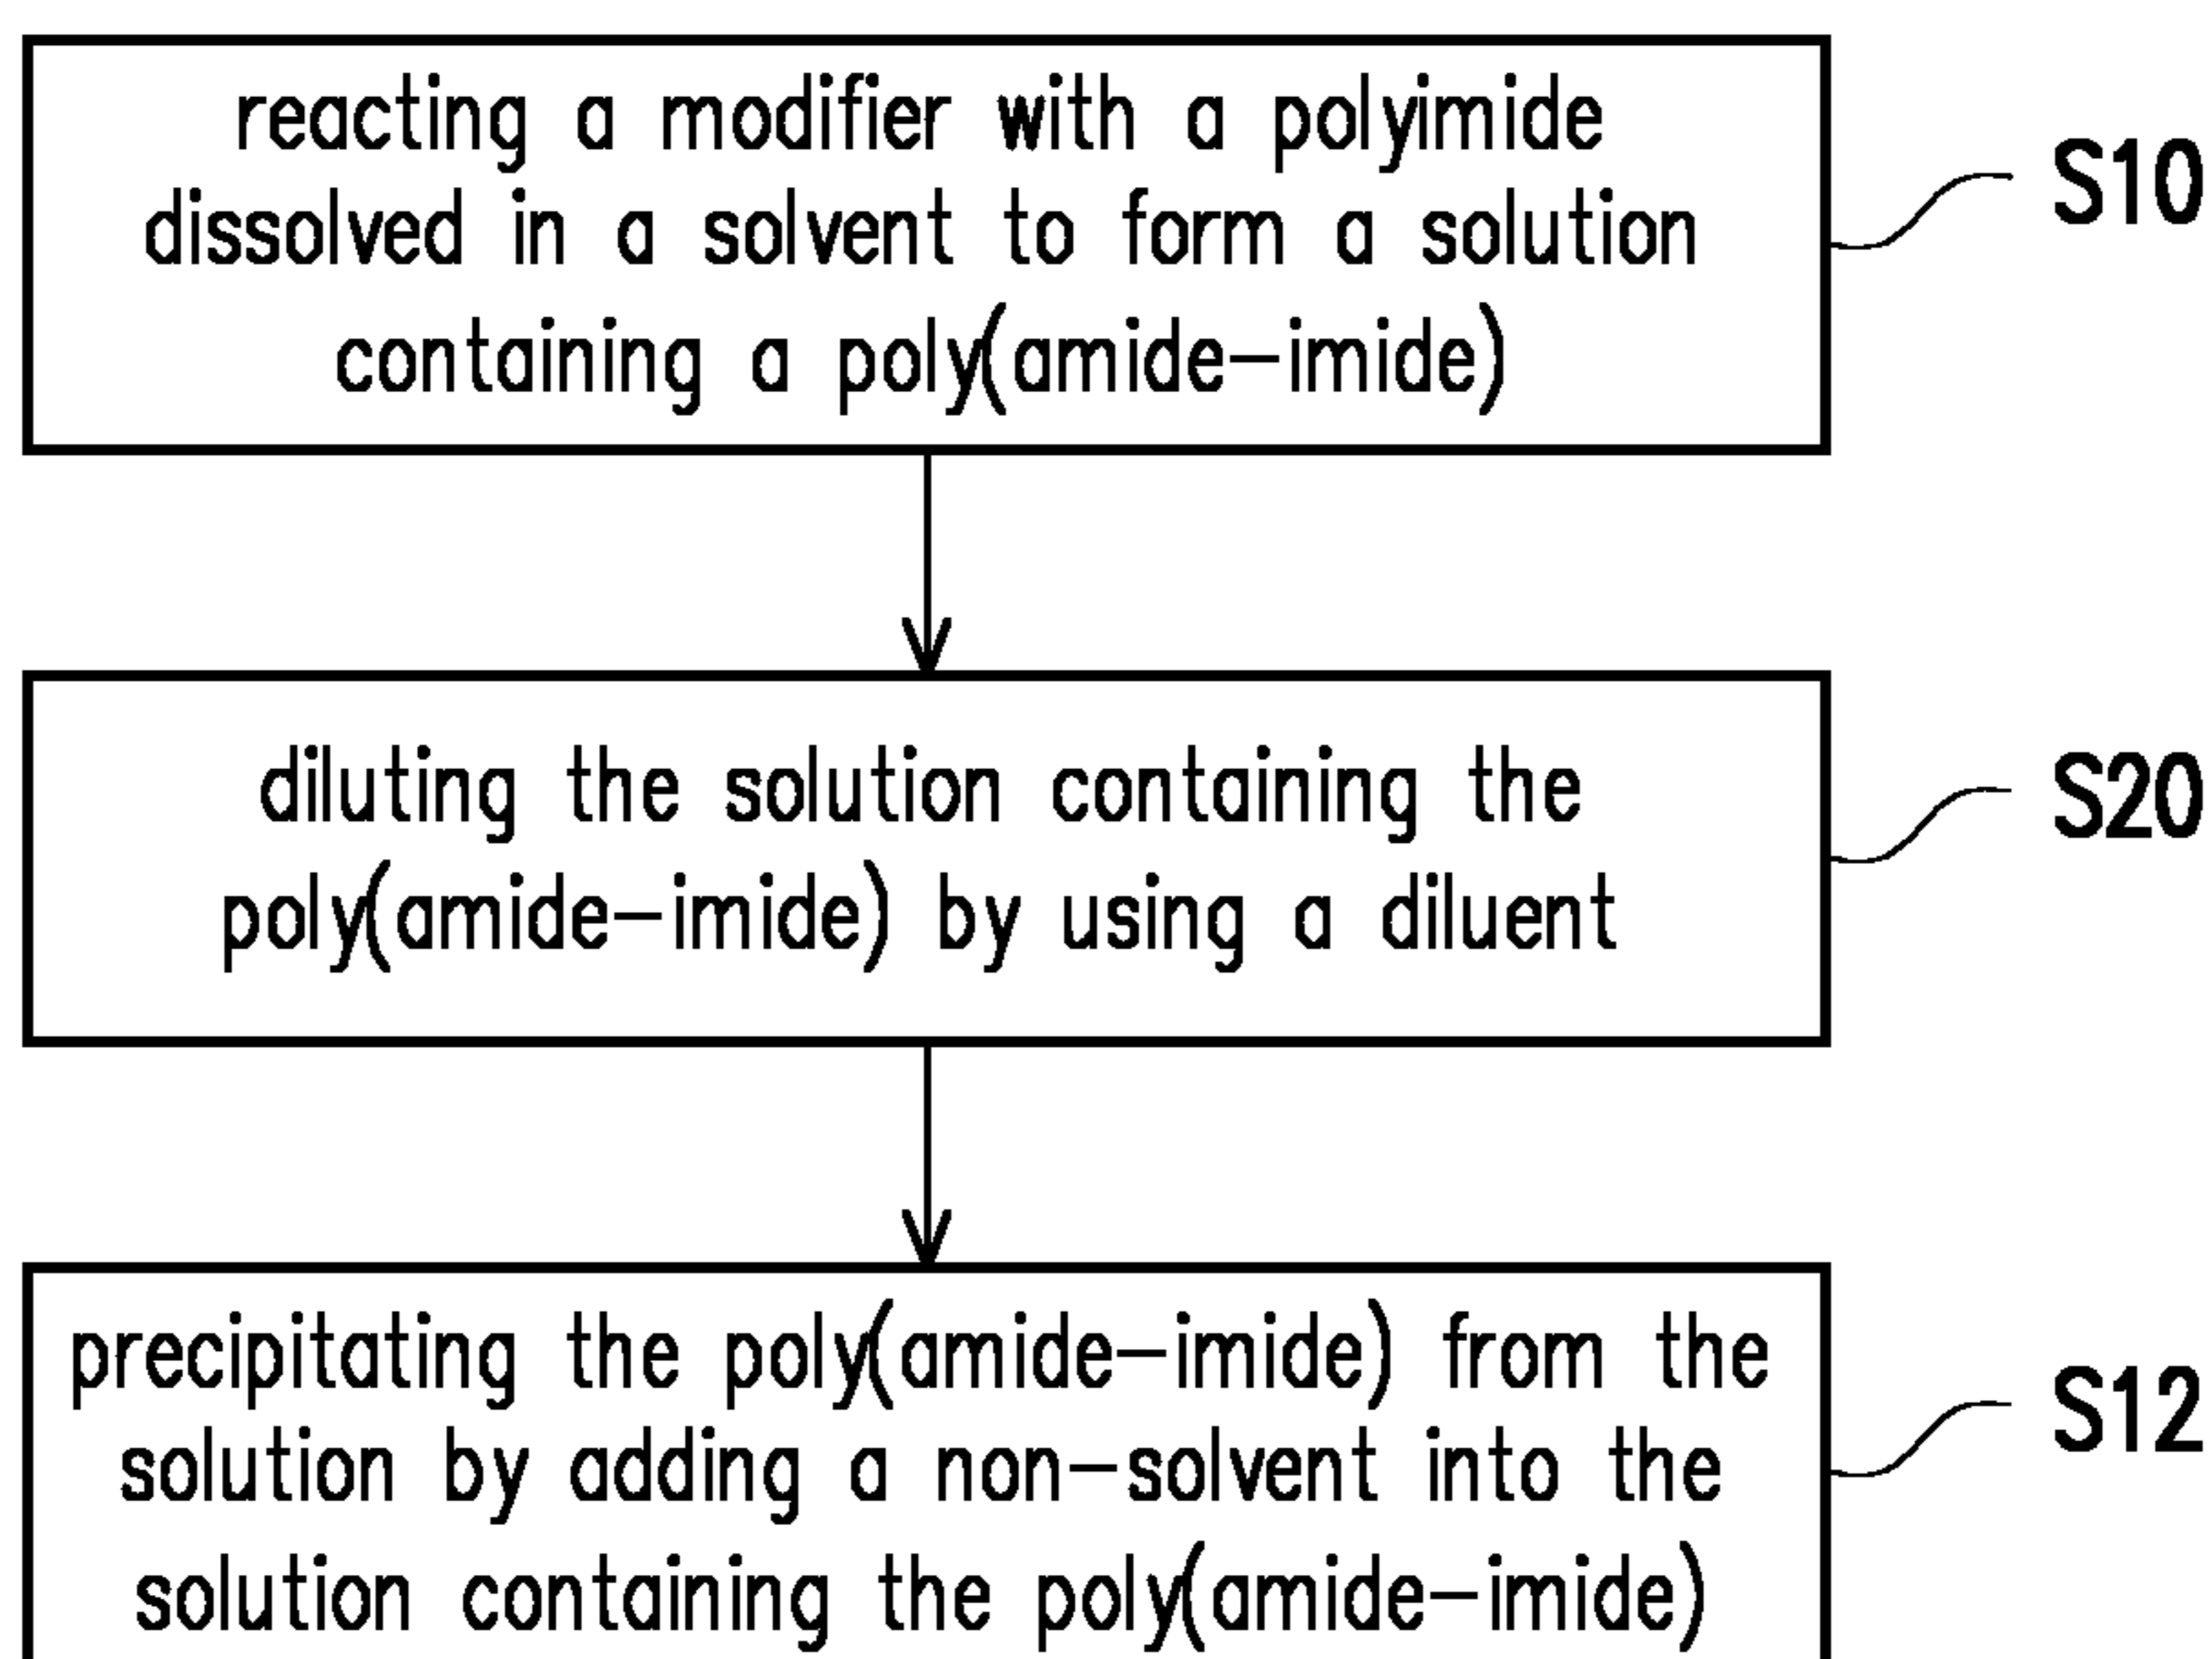 reacting a modifier with a polyimide
dissolved in a solvent to form a solution
containing a poly(amide-imide)
S10
diluting the solution containing the
poly(amide-imide) by using a diluent
S20
precipitating the poly(amide-imide) from the
solution by adding a non-solvent into the
solution containing the poly(amide-imide)
S12